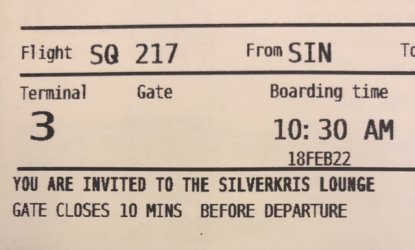 Flight SQ 217 From SIN To
Terminal Gate Boarding time
3 10:30 AM
18FEB22
YOU ARE INVITED TO THE SILVERKRIS LOUNGE
GATE CLOSES 10 MINS BEFORE DEPARTURE